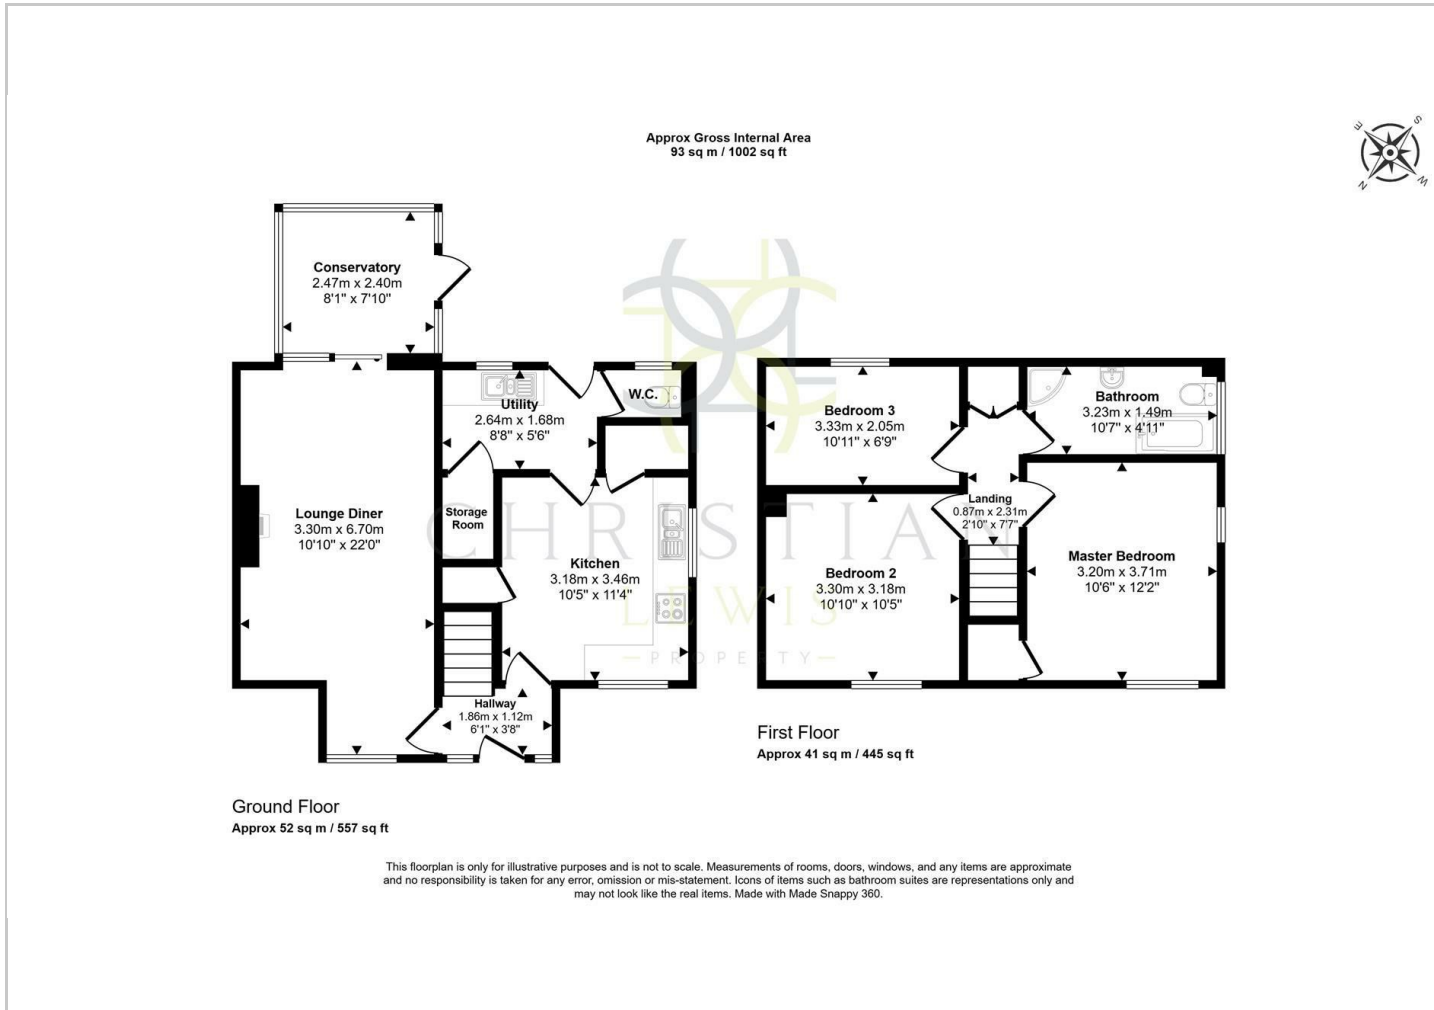 Approx Gross Internal Area
93 sq m / 1002 sq ft
E
S
N
W
Conservatory
2.47m x 2.40m
8'1" x 7'10"
Utility
2.64m x 1.68m
8'8" x 5'6"
W.C.
Lounge Diner
3.30m x 6.70m
10'10" x 22'0"
Storage
Room
Kitchen
3.18m x 3.46m
10'5" x 11'4"
Hallway
1.86m x 1.12m
6'1" x 3'8"
Ground Floor
Approx 52 sq m / 557 sq ft
Bedroom 3
3.33m x 2.05m
10'11" x 6'9"
Bathroom
3.23m x 1.49m
10'7" x 4'11"
Landing
0.87m x 2.31m
2'10" x 7'7"
Bedroom 2
3.30m x 3.18m
10'10" x 10'5"
Master Bedroom
3.20m x 3.71m
10'6" x 12'2"
First Floor
Approx 41 sq m / 445 sq ft
CHRISTIAN
LEWIS
PROPERTY
This floorplan is only for illustrative purposes and is not to scale. Measurements of rooms, doors, windows, and any items are approximate
and no responsibility is taken for any error, omission or mis-statement. Icons of items such as bathroom suites are representations only and
may not look like the real items. Made with Made Snappy 360.